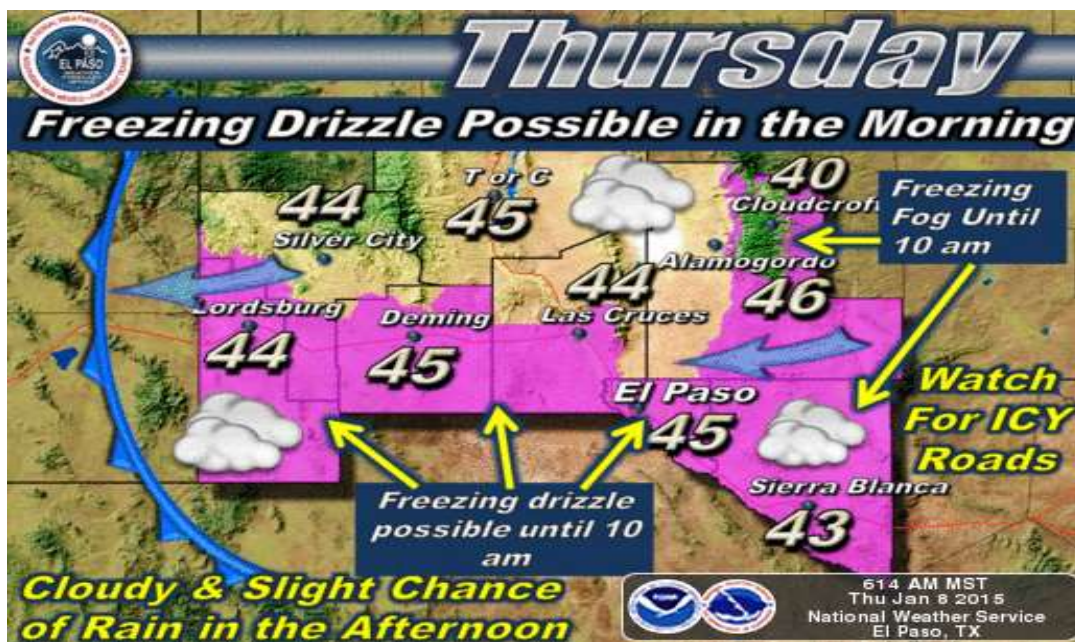 EL PASO
Thursday
Freezing Drizzle Possible in the Morning
44
Silver City
T or C
45
40
Cloudcroft
Freezing
Fog Until
10 am
Lordsburg
44
Deming
45
44
Las Cruces
Alamogordo
46
El Paso
45
Watch
For ICY
Roads
Sierra Blanca
43
Freezing drizzle
possible until 10
am
Cloudy & Slight Chance
of Rain in the Afternoon
614 AM MST
Thu Jan 8 2015
National Weather Service
El Paso, TX